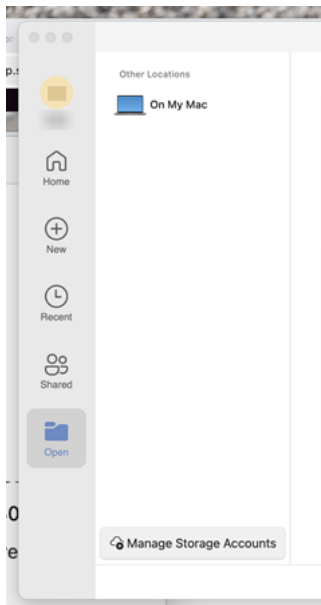 Other Locations
On My Mac
Home
New
Recent
Shared
Open
Manage Storage Accounts